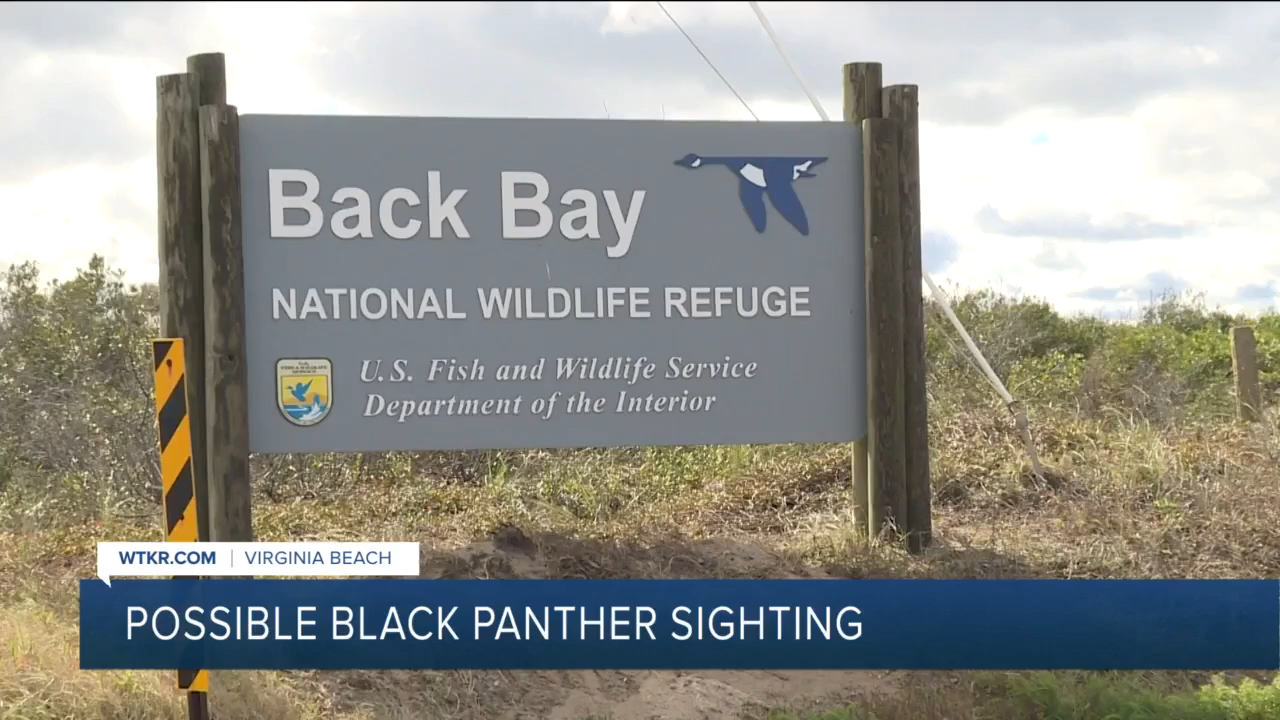 Back Bay
NATIONAL WILDLIFE REFUGE
U.S. Fish and Wildlife Service
Department of the Interior
WTKR.COM | VIRGINIA BEACH
POSSIBLE BLACK PANTHER SIGHTING